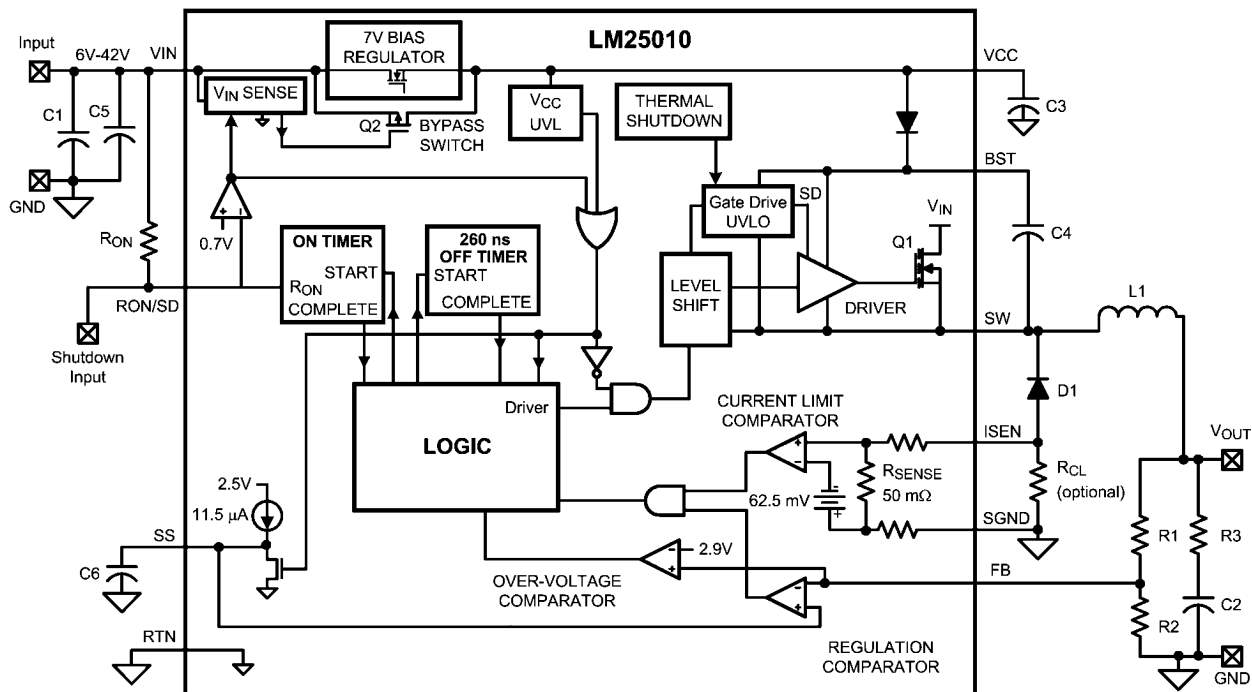 LM25010
Input
6V-42V
VIN
7V BIAS
REGULATOR
VCC
VIN SENSE
C1
C5
Q2
BYPASS
SWITCH
VCC
UVL
THERMAL
SHUTDOWN
C3
BST
GND
+
-
0.7V
RON
Gate Drive
UVLO
SD
VIN
Q1
C4
ON TIMER
START
RON
COMPLETE
260 ns
OFF TIMER
START
COMPLETE
LEVEL
SHIFT
DRIVER
SW
L1
RON/SD
Shutdown
Input
Driver
LOGIC
CURRENT LIMIT
COMPARATOR
+
-
D1
ISEN
VOUT
RSENSE
50 mΩ
62.5 mV
-
+
RCL
(optional)
SGND
2.5V
11.5 µA
SS
C6
2.9V
-
+
OVER-VOLTAGE
COMPARATOR
FB
-
+
R1
R3
R2
C2
RTN
REGULATION
COMPARATOR
GND